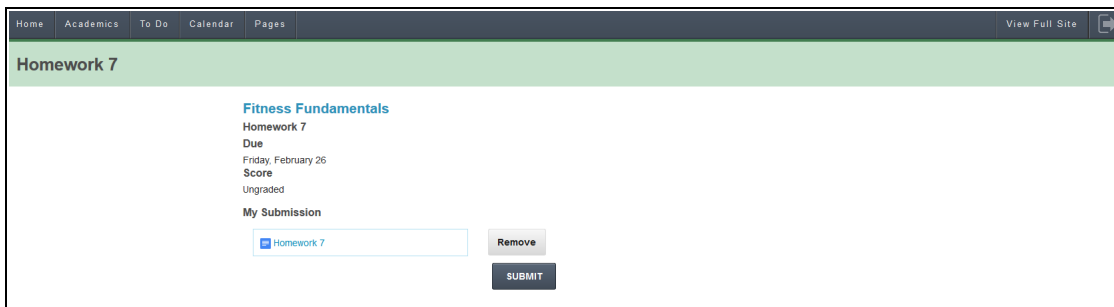 Home Academics To Do Calendar Pages View Full Site
Homework 7
Fitness Fundamentals
Homework 7
Due
Friday, February 26
Score
Ungraded
My Submission
Homework 7 Remove
SUBMIT